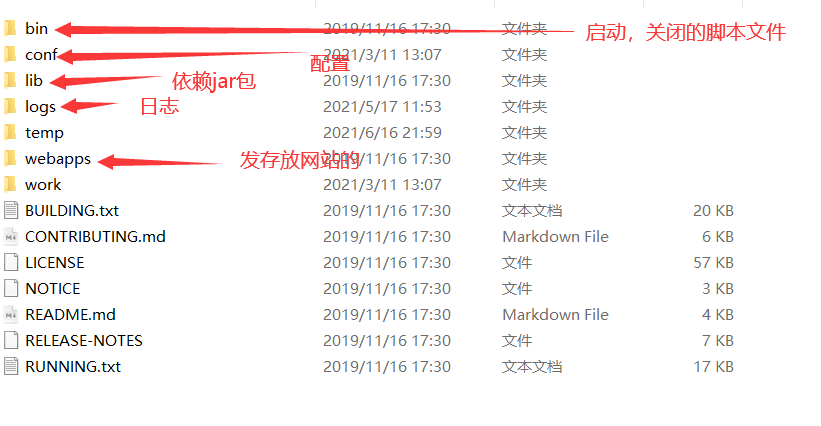 bin 2019/11/16 17:30 文件夹 启动，关闭的脚本文件
conf 2021/3/11 13:07 文件夹
配置
lib 2019/11/16 17:30 文件夹
依赖jar包
logs 2021/5/17 11:53 文件夹
日志
temp 2021/6/16 21:59 文件夹
webapps 2019/11/16 17:30 文件夹
发存放网站的
work 2021/3/11 13:07 文件夹
BUILDING.txt 2019/11/16 17:30 文本文档 20 KB
CONTRIBUTING.md 2019/11/16 17:30 Markdown File 6 KB
LICENSE 2019/11/16 17:30 文件 57 KB
NOTICE 2019/11/16 17:30 文件 3 KB
README.md 2019/11/16 17:30 Markdown File 4 KB
RELEASE-NOTES 2019/11/16 17:30 文件 7 KB
RUNNING.txt 2019/11/16 17:30 文本文档 17 KB